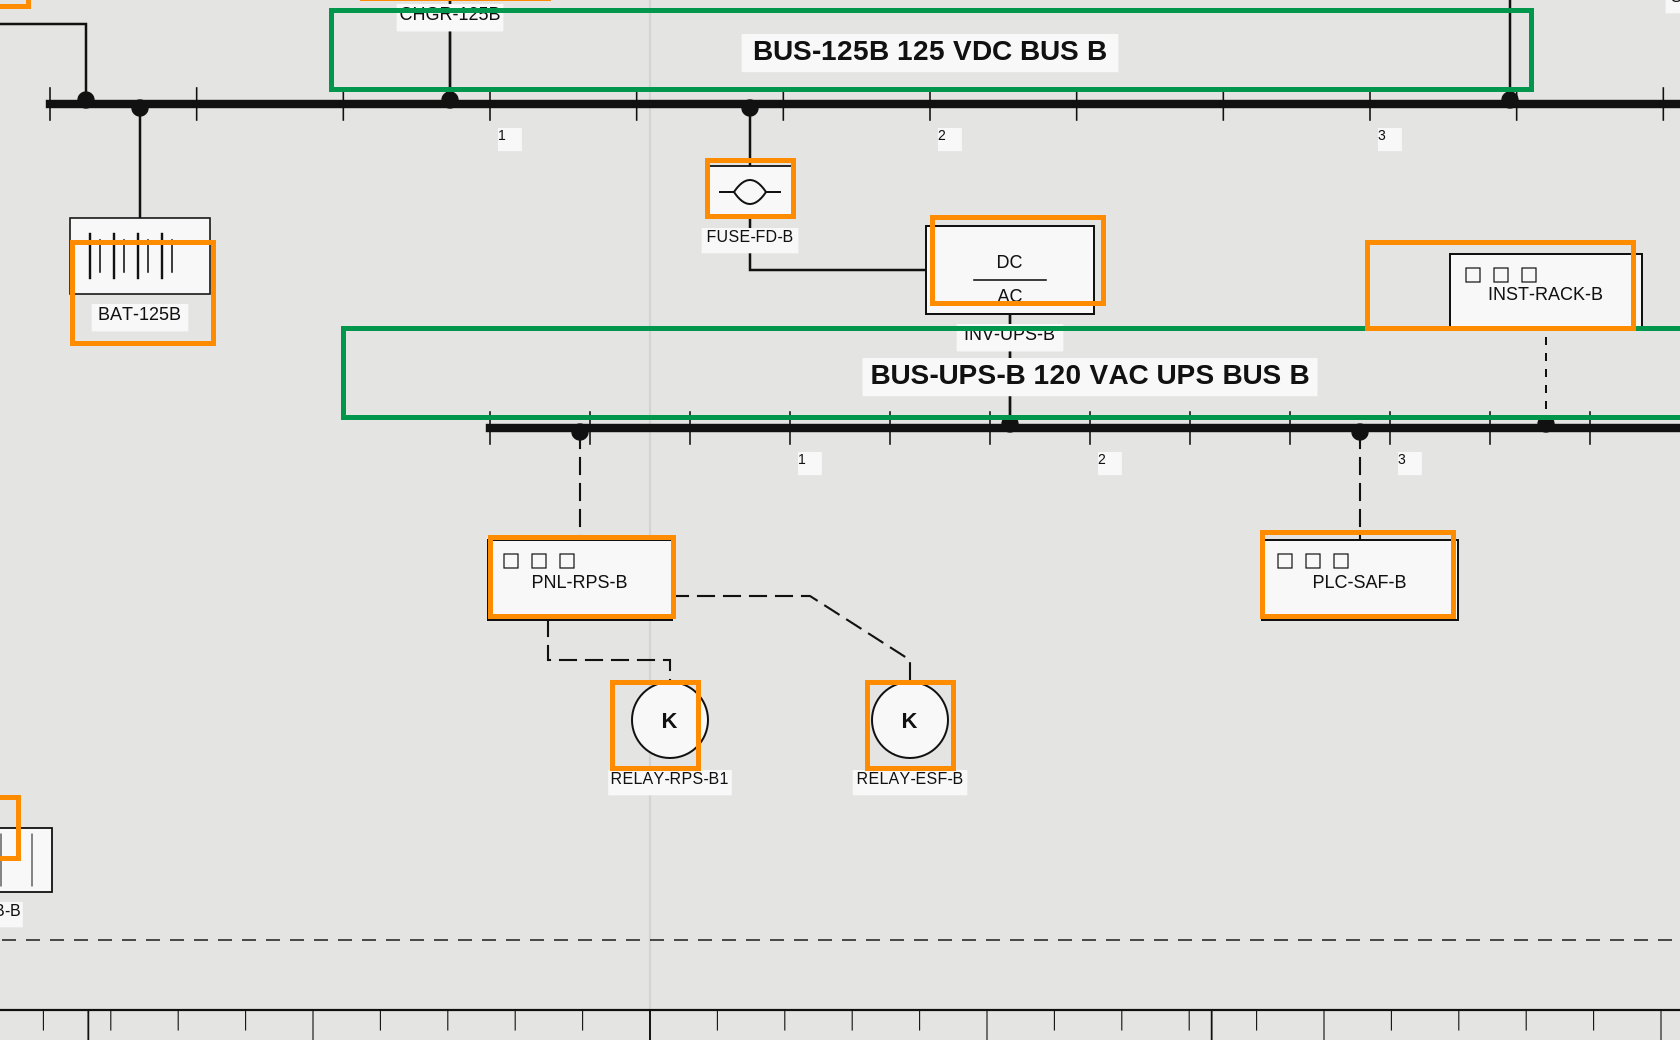 CHGR-125B
BUS-125B 125 VDC BUS B
1
2
3
FUSE-FD-B
DC
AC
INST-RACK-B
BAT-125B
INV-UPS-B
BUS-UPS-B 120 VAC UPS BUS B
1
2
3
PNL-RPS-B
PLC-SAF-B
K
K
RELAY-RPS-B1
RELAY-ESF-B
B-B